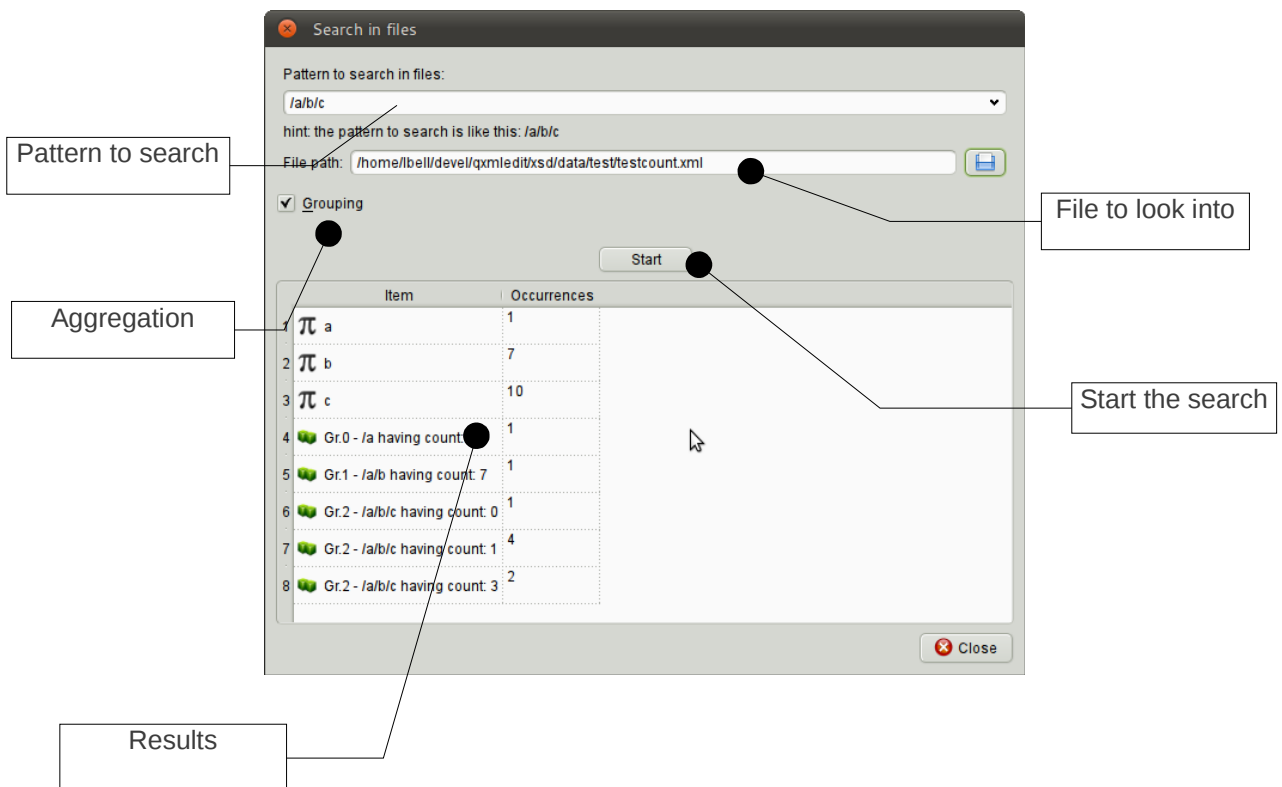 Search in files
Pattern to search in files:
/a/b/c
hint: the pattern to search is like this: /a/b/c
Pattern to search
File path: /home/lbell/devel/qxmledit/xsd/data/test/testcount.xml
Grouping
File to look into
Start
Item Occurrences
Aggregation
1 a 1
2 b 7
Start the search
3 c 10
4 Gr.0 - /a having count: 1
5 Gr.1 - /a/b having count: 7 1
6 Gr.2 - /a/b/c having count: 0 1
7 Gr.2 - /a/b/c having count: 1 4
8 Gr.2 - /a/b/c having count: 3 2
Close
Results